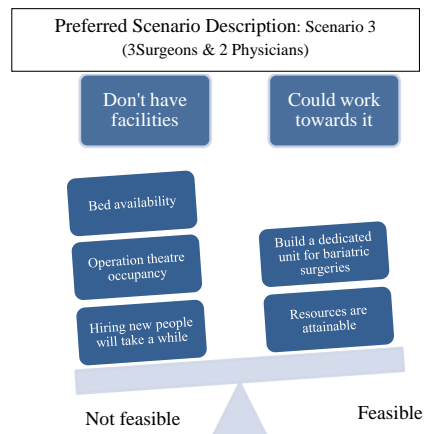 Preferred Scenario Description: Scenario 3
(3Surgeons & 2 Physicians)
Don't have
facilities
Could work
towards it
Bed availability
Operation theatre
occupancy
Hiring new people
will take a while
Build a dedicated
unit for bariatric
surgeries
Resources are
attainable
Not feasible
Feasible